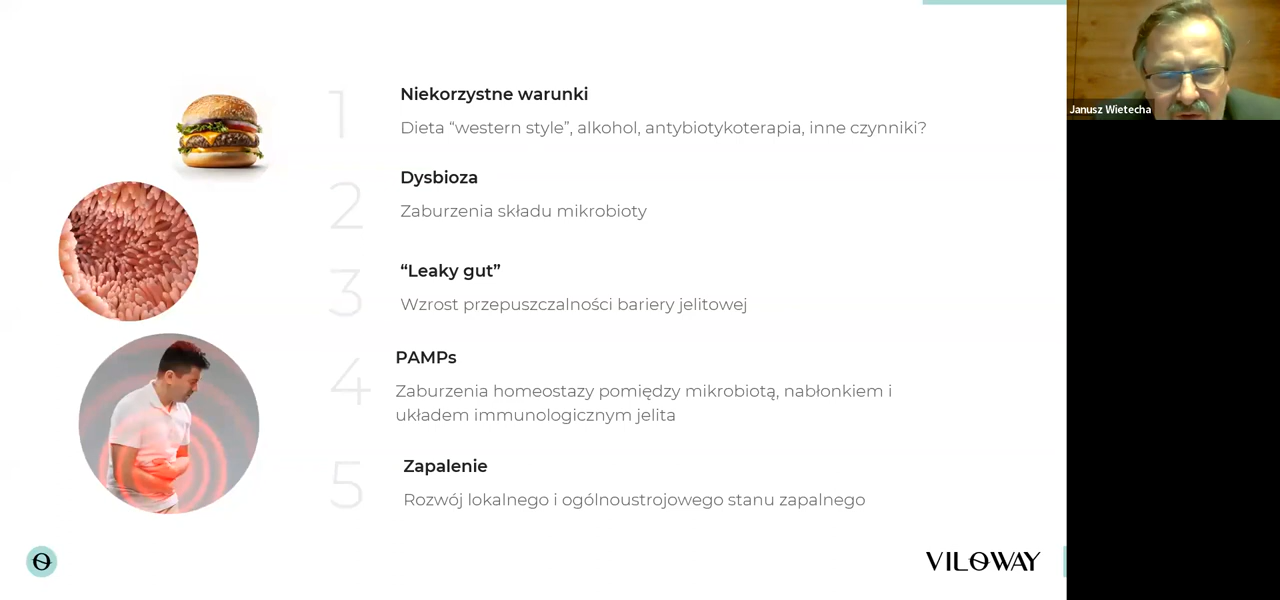 1
Niekorzystne warunki
Dieta “western style”, alkohol, antybiotykoterapia, inne czynniki?
2
Dysbioza
Zaburzenia składu mikrobioty
3
“Leaky gut”
Wzrost przepuszczalności bariery jelitowej
4
PAMPs
Zaburzenia homeostazy pomiędzy mikrobiotą, nabłonkiem i
układem immunologicznym jelita
5
Zapalenie
Rozwój lokalnego i ogólnoustrojowego stanu zapalnego
VILOWAY
Janusz Wietecha